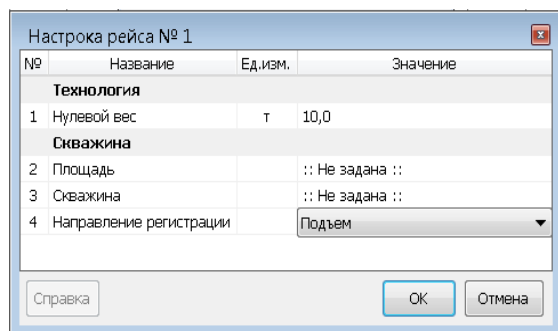 Настрока рейса № 1
№ Название Ед.изм. Значение
Технология
1 Нулевой вес т 10,0
Скважина
2 Площадь :: Не задана ::
3 Скважина :: Не задана ::
4 Направление регистрации Подъем
Справка ОК Отмена